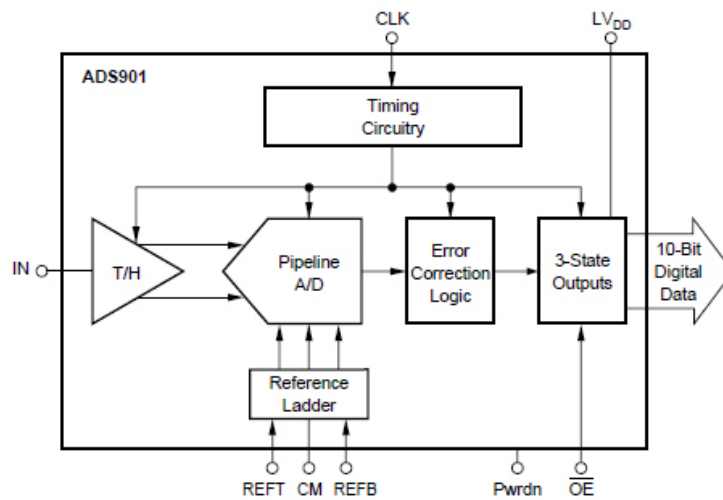 CLK
LVDD
ADS901
Timing
Circuitry
IN
T/H
Pipeline
A/D
Error
Correction
Logic
3-State
Outputs
10-Bit
Digital
Data
Reference
Ladder
REFT
CM
REFB
Pwrdn
O̅E̅